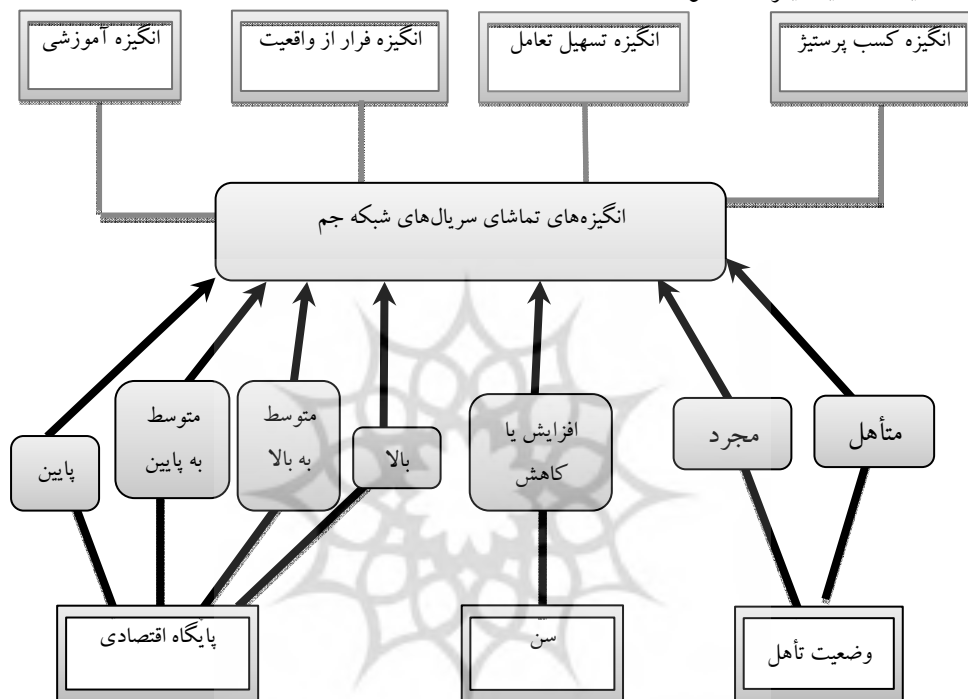 انگیزه کسب پرستیژ
انگیزه تسهیل تعامل
انگیزه فرار از واقعیت
انگیزه آموزشی
انگیزه‌های تماشای سریال‌های شبکه جم
متأهل
مجرد
افزایش یا
کاهش
بالا
متوسط
به بالا
متوسط
به پایین
پایین
وضعیت تأهل
سن
پایگاه اقتصادی